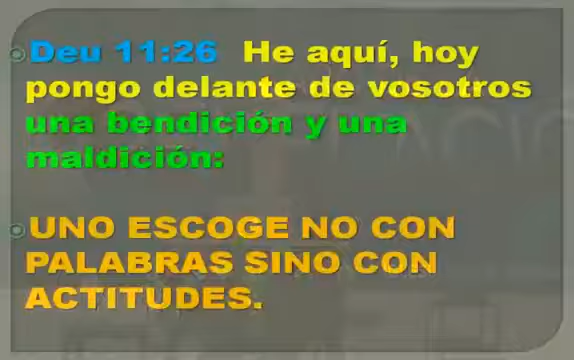 Deu 11:26 He aquí, hoy
pongo delante de vosotros
una bendición y una
maldición:
UNO ESCOGE NO CON
PALABRAS SINO CON
ACTITUDES.